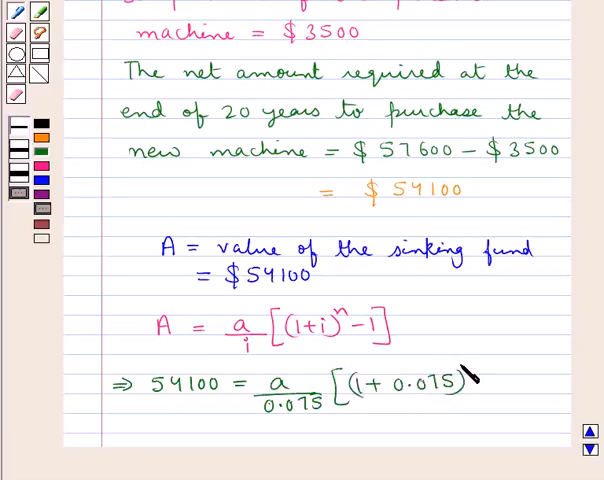 machine = $ 3500
The net amount required at the
end of 20 years to purchase the
new machine = $ 57600 - $ 3500
= $ 54100
A = value of the sinking fund
= $ 54100
A = a/i [(1+i)^n - 1]
⇒ 54100 = a/0.075 [(1 + 0.075)